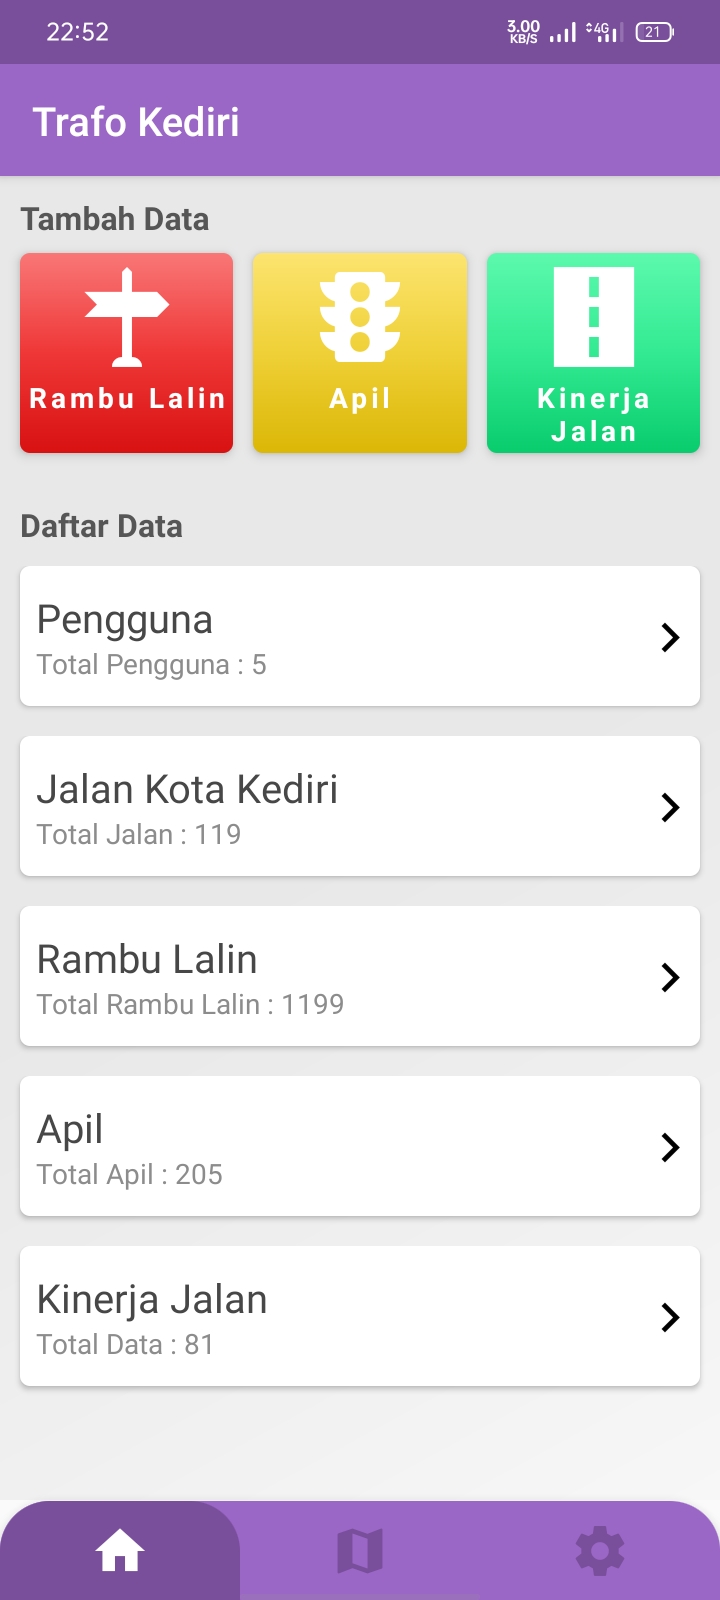 22:52
3.00
KB/S
4G
21
Trafo Kediri
Tambah Data
Rambu Lalin
Apil
Kinerja
Jalan
Daftar Data
Pengguna
Total Pengguna : 5
Jalan Kota Kediri
Total Jalan : 119
Rambu Lalin
Total Rambu Lalin : 1199
Apil
Total Apil : 205
Kinerja Jalan
Total Data : 81